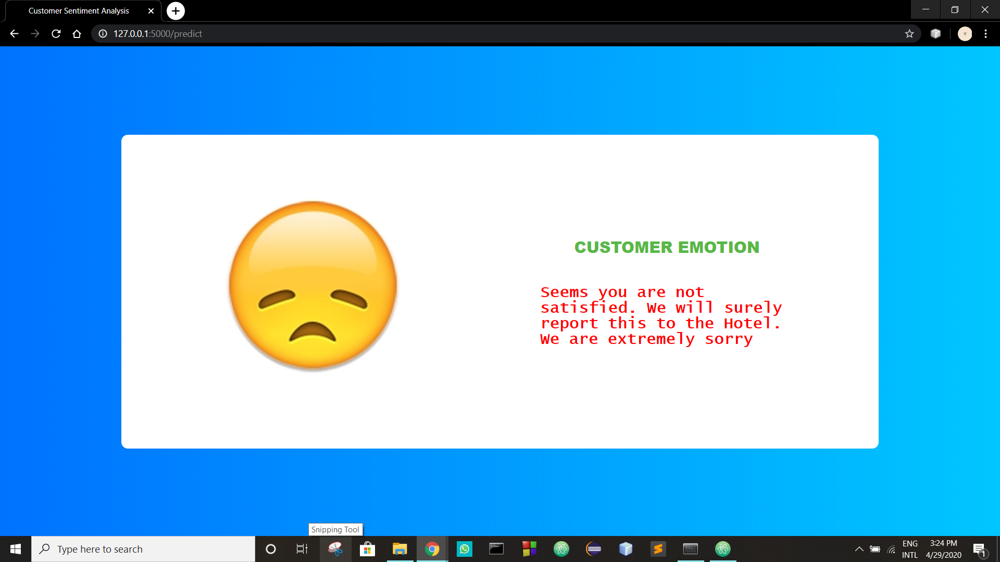 Customer Sentiment Analysis
127.0.0.1:5000/predict
CUSTOMER EMOTION
Seems you are not
satisfied. We will surely
report this to the Hotel.
We are extremely sorry
Snipping Tool
Type here to search
ENG
INTL
3:24 PM
4/29/2020
1